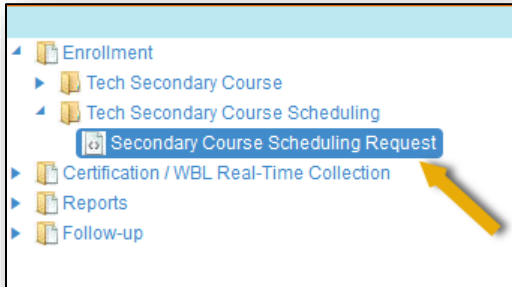 Enrollment
Tech Secondary Course
Tech Secondary Course Scheduling
Secondary Course Scheduling Request
Certification / WBL Real-Time Collection
Reports
Follow-up